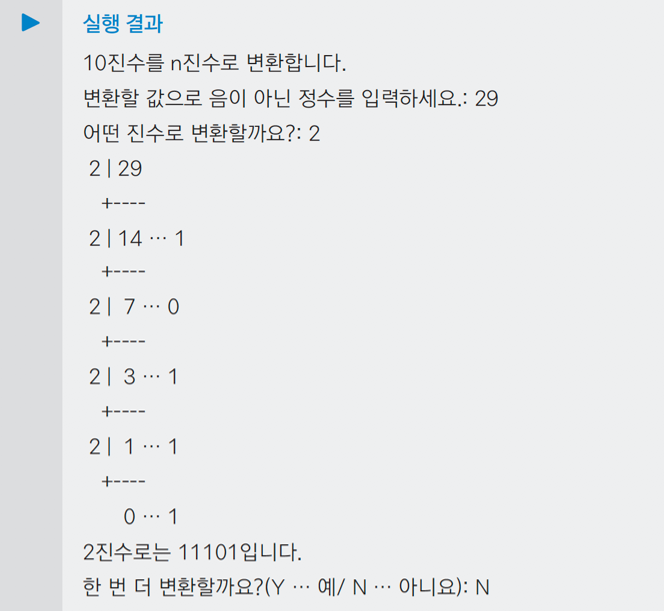 실행 결과
10진수를 n진수로 변환합니다.
변환할 값으로 음이 아닌 정수를 입력하세요.: 29
어떤 진수로 변환할까요?: 2
2 | 29
+----
2 | 14 … 1
+----
2 | 7 … 0
+----
2 | 3 … 1
+----
2 | 1 … 1
+----
0 … 1
2진수로는 11101입니다.
한 번 더 변환할까요?(Y … 예/ N … 아니요): N